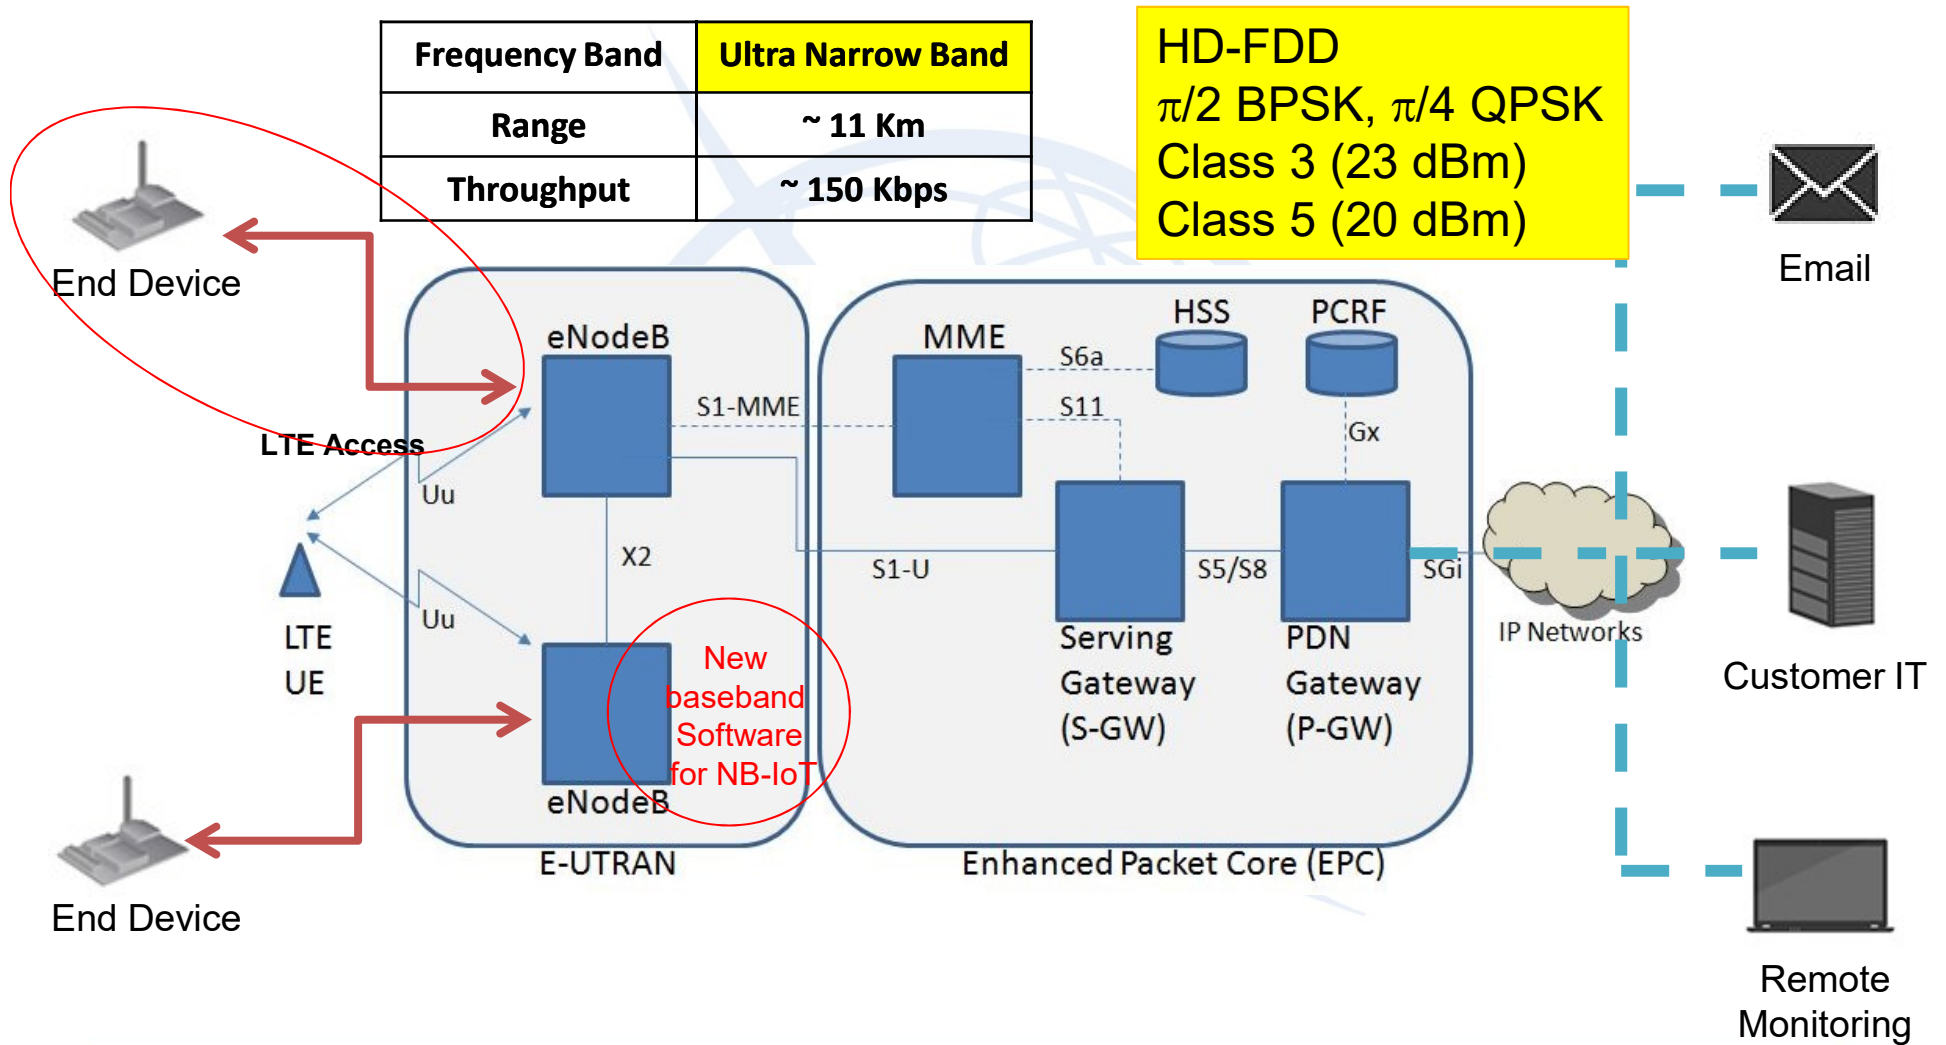 Frequency Band Ultra Narrow Band
Range ~ 11 Km
Throughput ~ 150 Kbps
HD-FDD
π/2 BPSK, π/4 QPSK
Class 3 (23 dBm)
Class 5 (20 dBm)
End Device
Email
eNodeB
MME
HSS
PCRF
S6a
S1-MME
S11
Gx
LTE Access
Uu
X2
S1-U
S5/S8
SGi
Uu
LTE
UE
New
baseband
Software
for NB-IoT
Serving
Gateway
(S-GW)
PDN
Gateway
(P-GW)
IP Networks
Customer IT
eNodeB
E-UTRAN
Enhanced Packet Core (EPC)
End Device
Remote
Monitoring